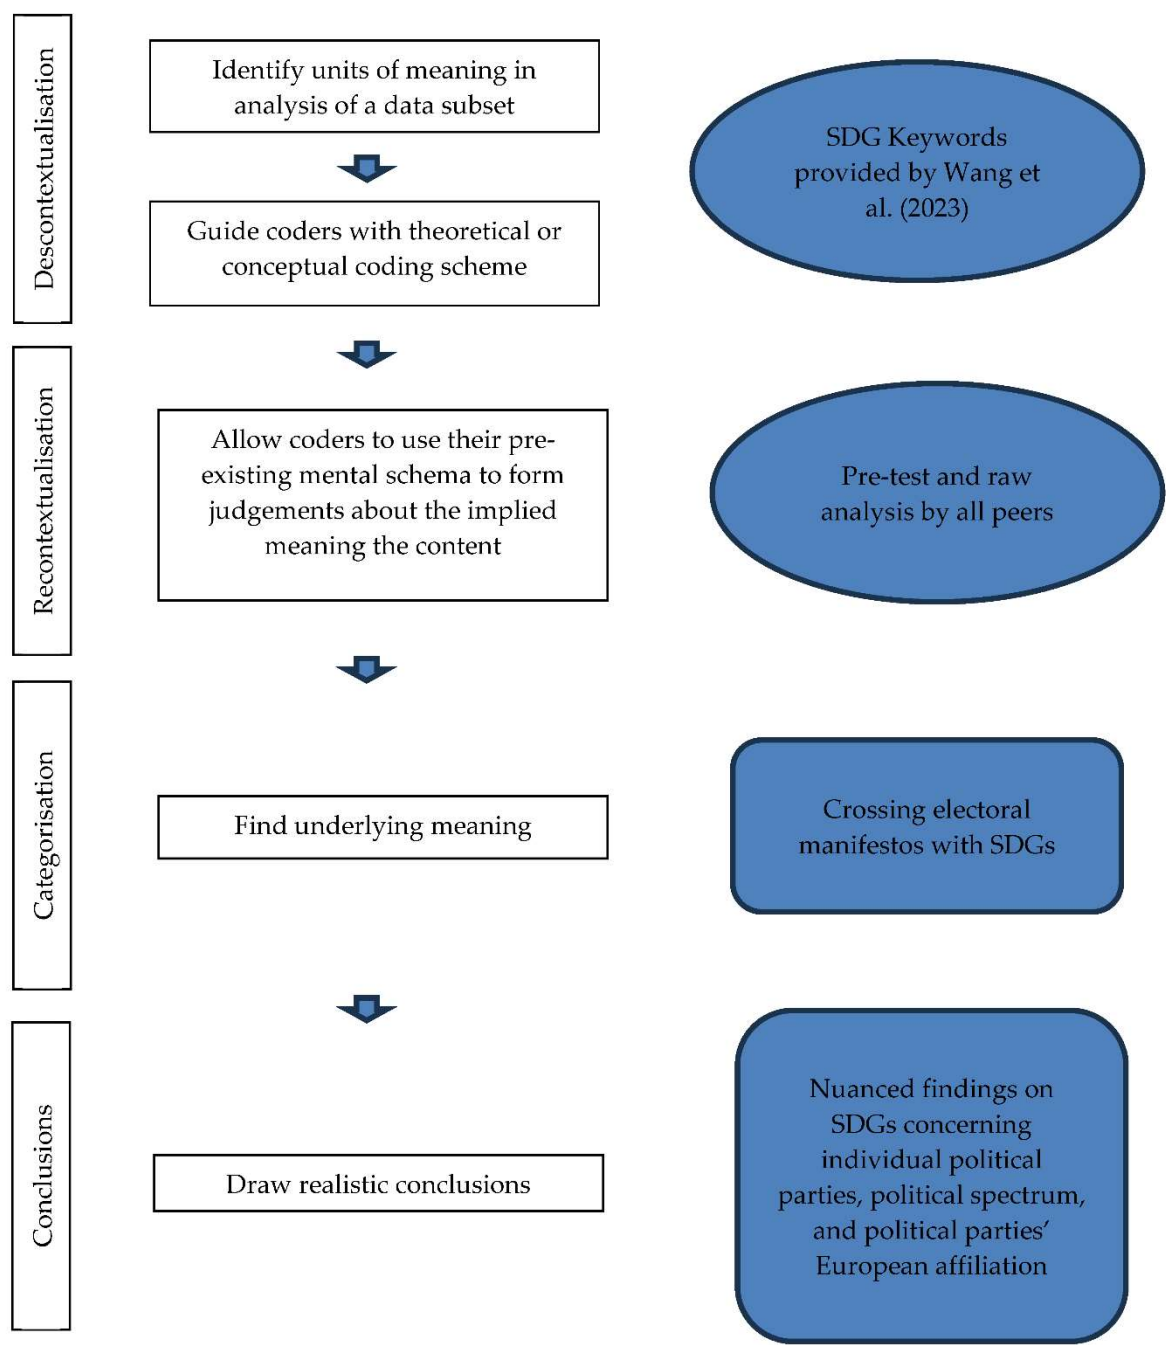 Descontextualisation
Identify units of meaning in
analysis of a data subset
Guide coders with theoretical or
conceptual coding scheme
SDG Keywords
provided by Wang et
al. (2023)
Recontextualisation
Allow coders to use their pre-
existing mental schema to form
judgements about the implied
meaning the content
Pre-test and raw
analysis by all peers
Categorisation
Find underlying meaning
Crossing electoral
manifestos with SDGs
Conclusions
Draw realistic conclusions
Nuanced findings on
SDGs concerning
individual political
parties, political spectrum,
and political parties’
European affiliation